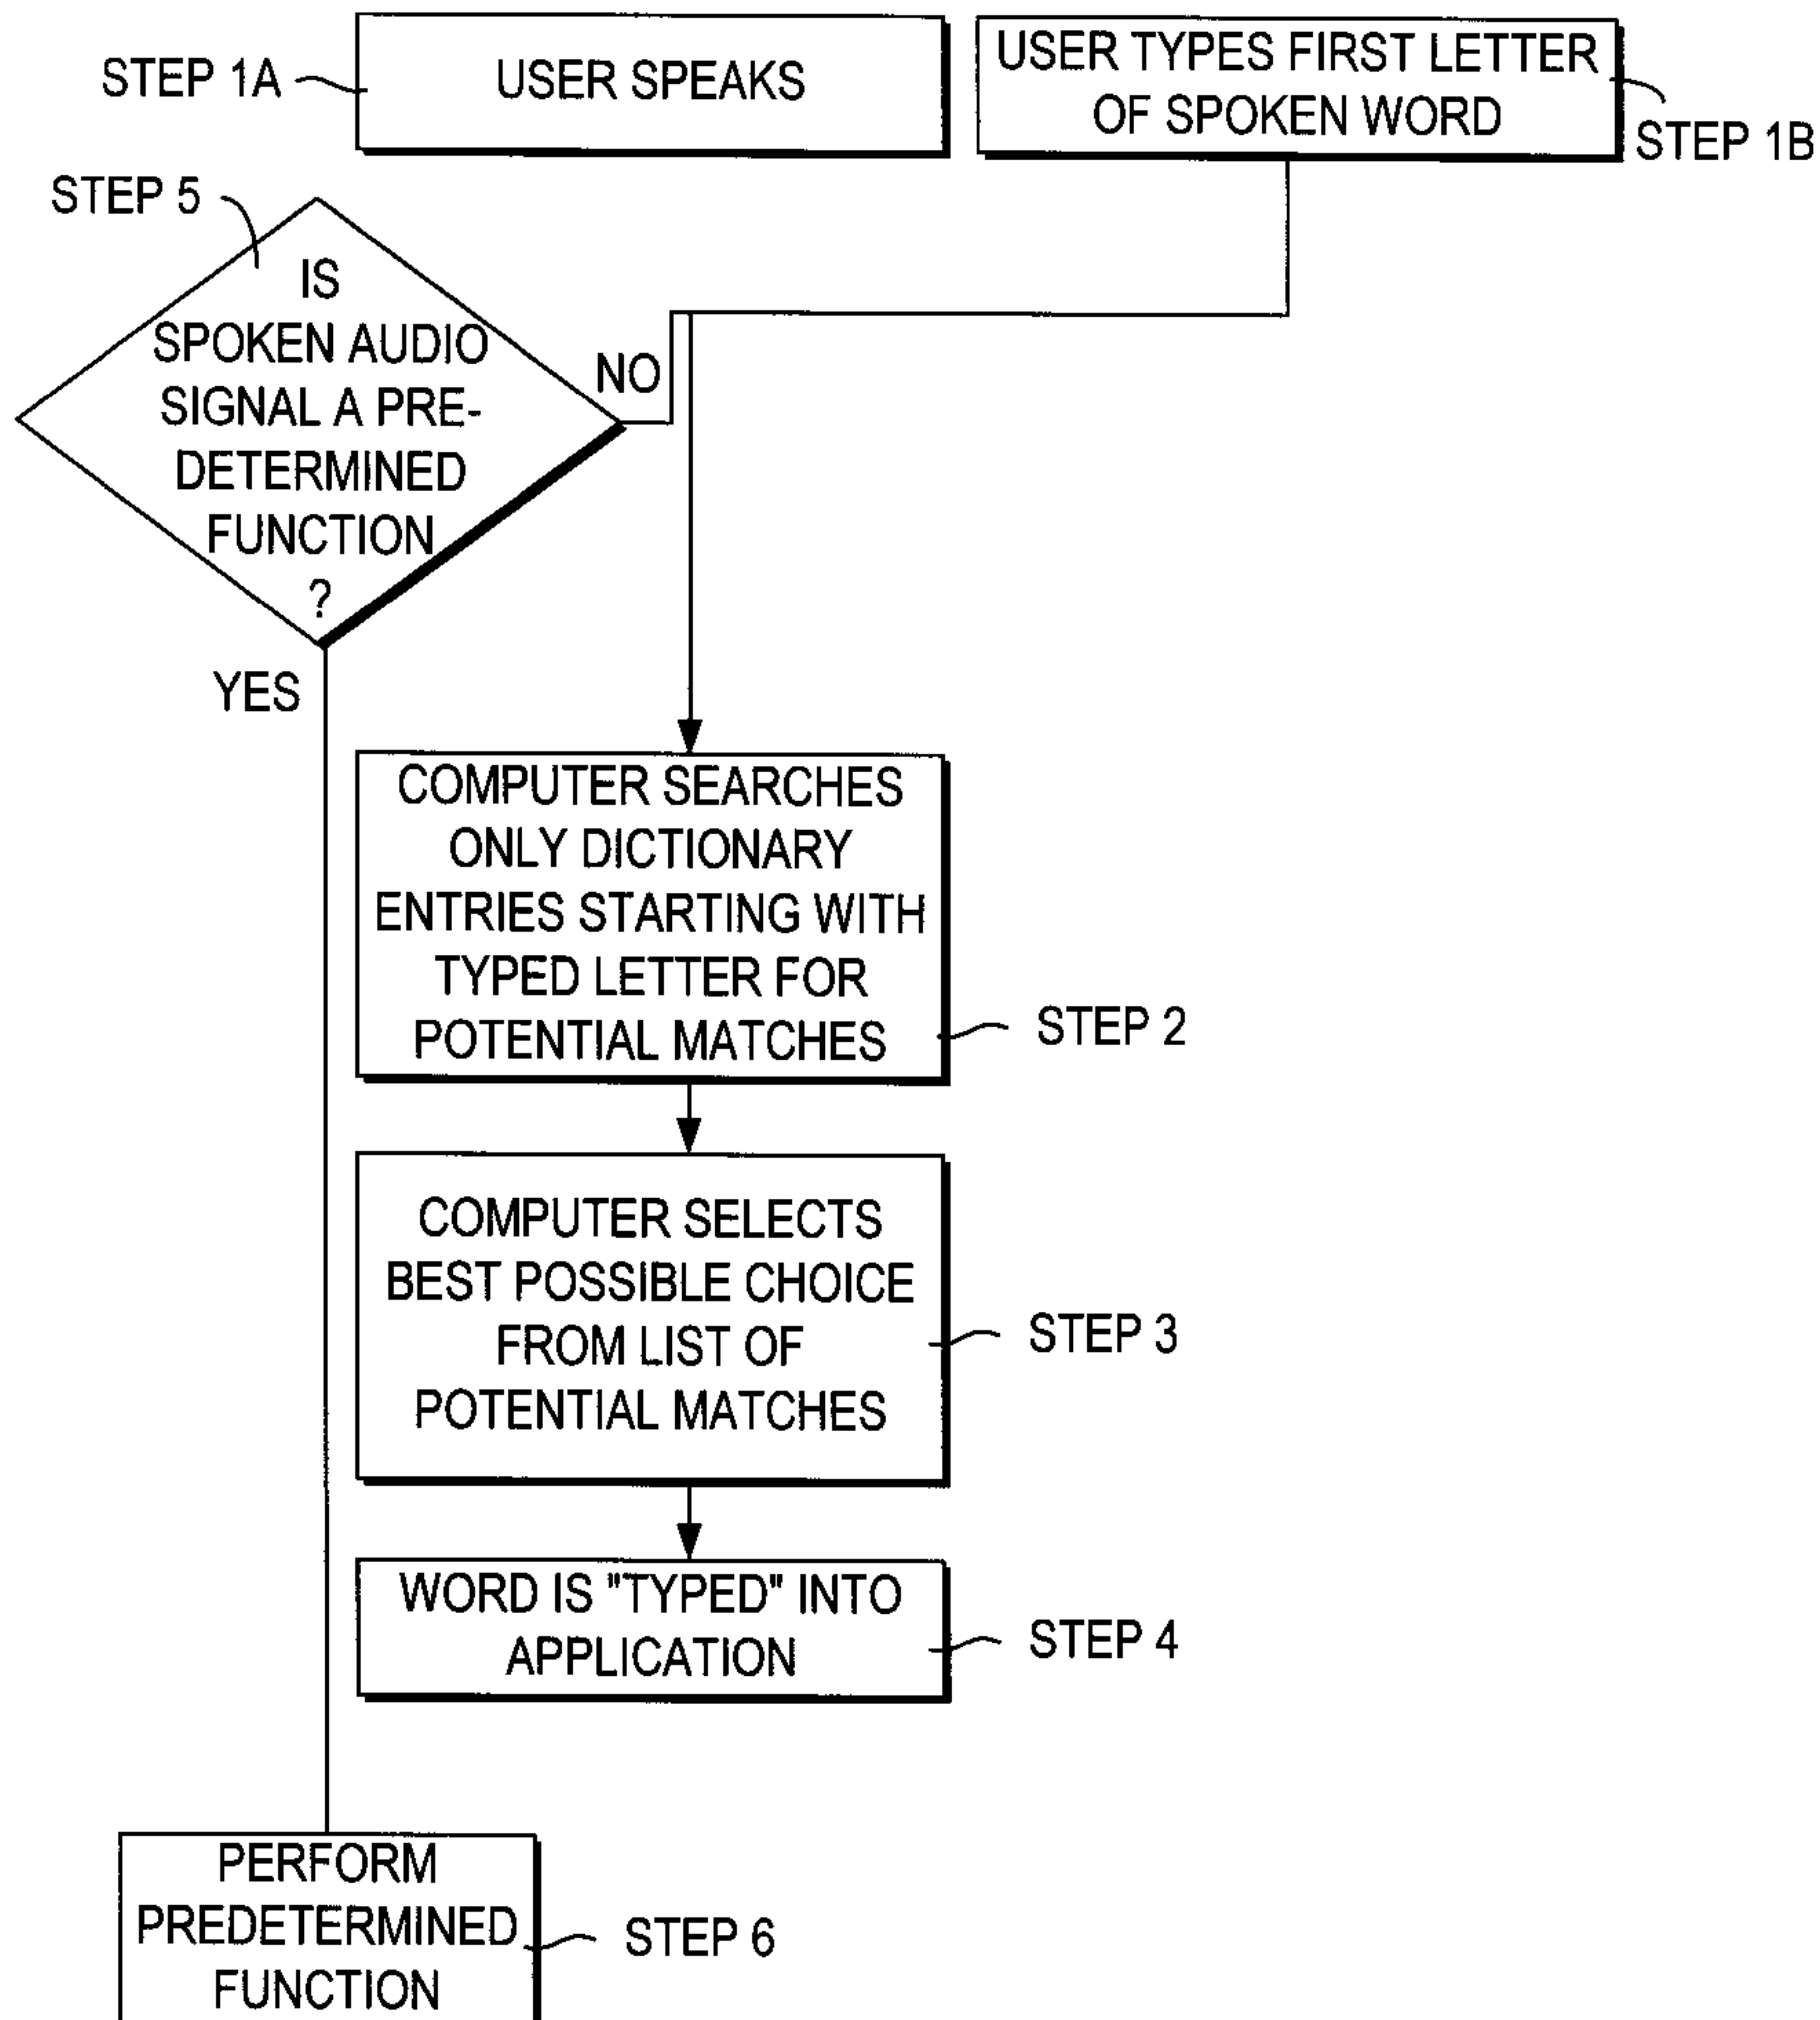 STEP 1A
USER SPEAKS
USER TYPES FIRST LETTER
OF SPOKEN WORD
STEP 1B
STEP 5
IS
SPOKEN AUDIO
SIGNAL A PRE-
DETERMINED
FUNCTION
?
NO
YES
COMPUTER SEARCHES
ONLY DICTIONARY
ENTRIES STARTING WITH
TYPED LETTER FOR
POTENTIAL MATCHES
STEP 2
COMPUTER SELECTS
BEST POSSIBLE CHOICE
FROM LIST OF
POTENTIAL MATCHES
STEP 3
WORD IS "TYPED" INTO
APPLICATION
STEP 4
PERFORM
PREDETERMINED
FUNCTION
STEP 6